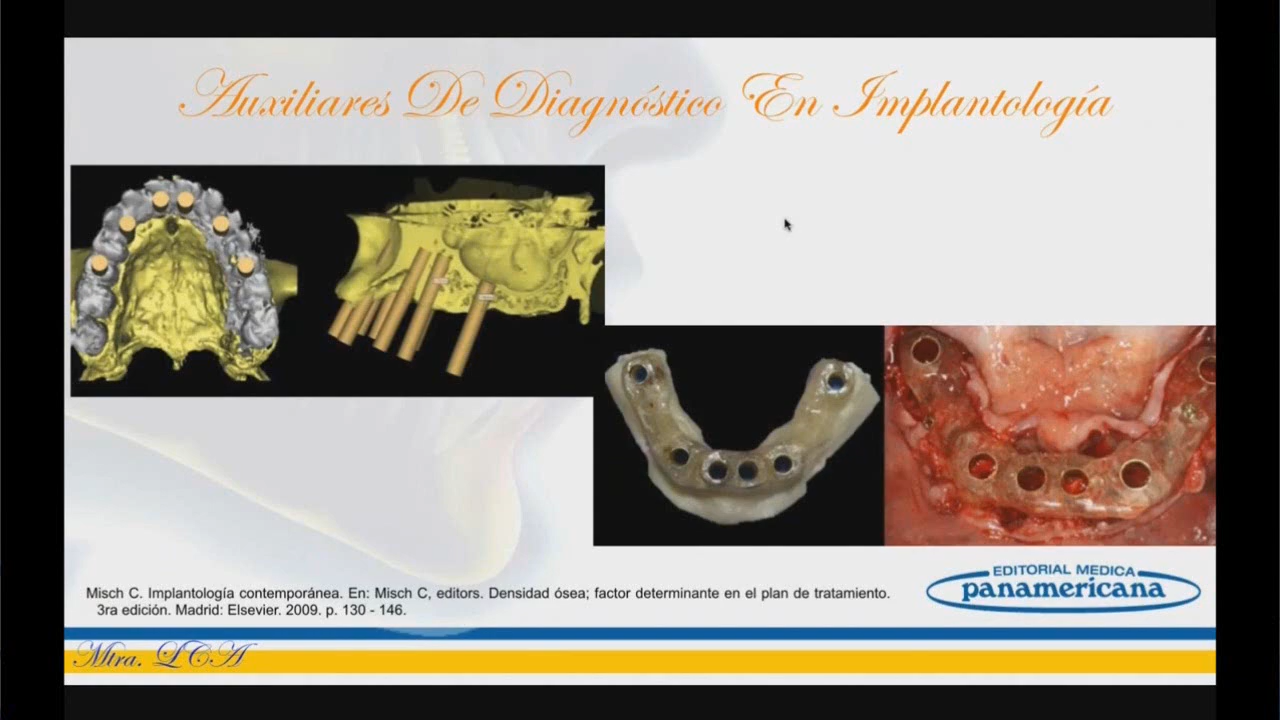 Auxiliares De Diagnóstico En Implantología
Misch C. Implantología contemporánea. En: Misch C, editors. Densidad ósea; factor determinante en el plan de tratamiento.
3ra edición. Madrid: Elsevier. 2009. p. 130 - 146.
EDITORIAL MEDICA
panamericana
Mtra. LCA